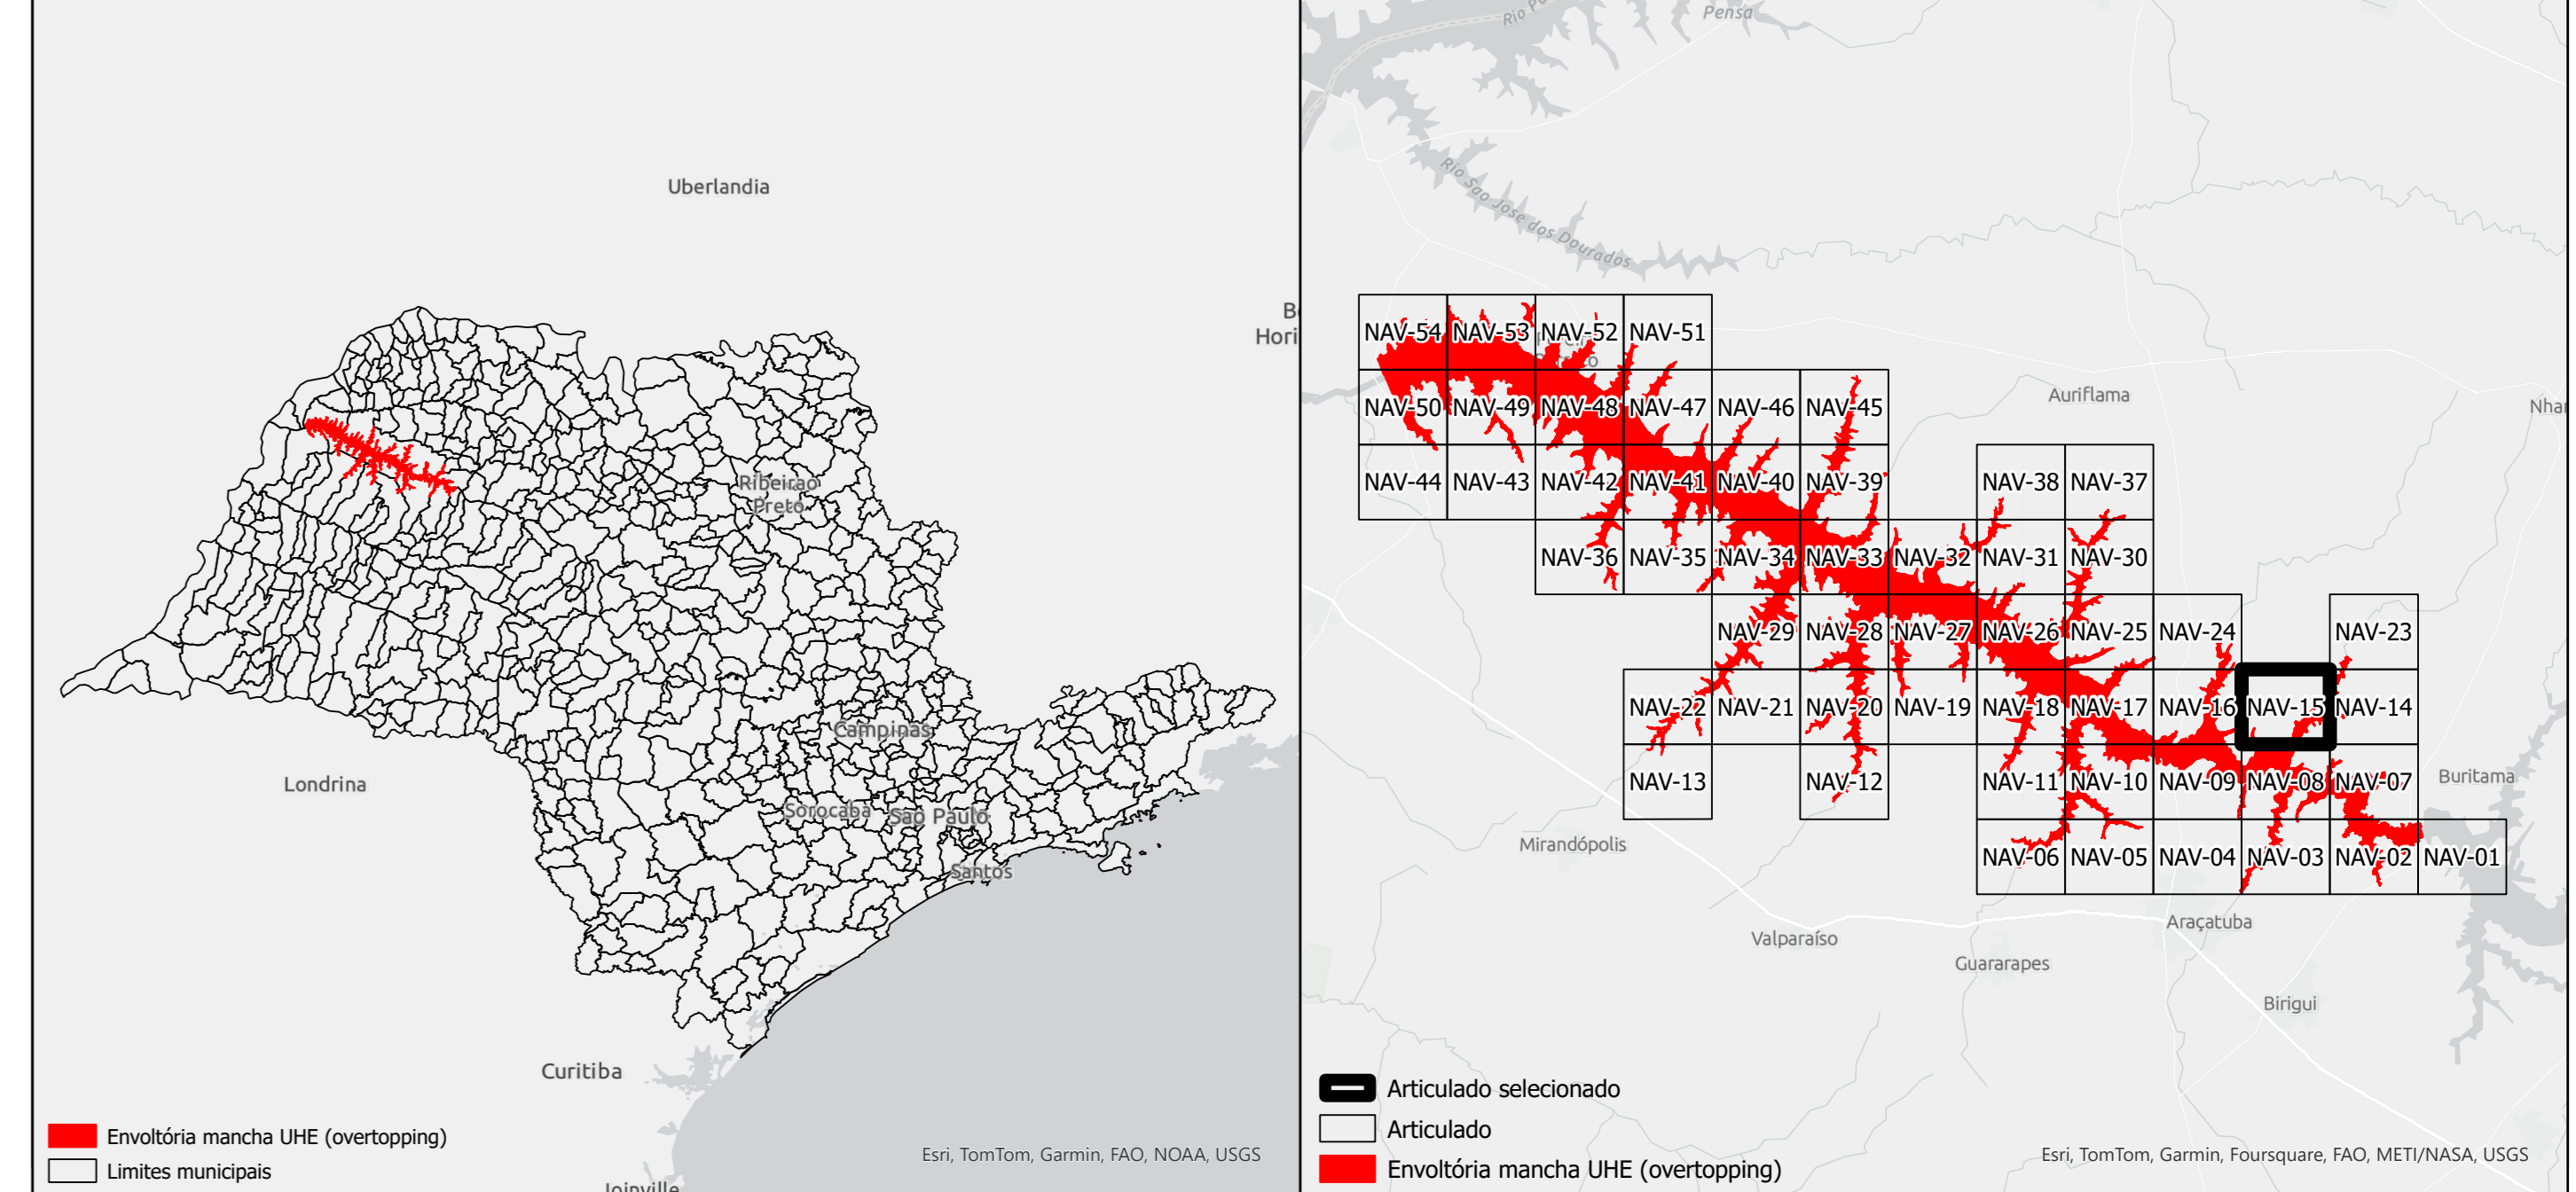 Uberlandia
Ribeirao
Preto
Campinas
Londrina
Sorocaba
Sao Paulo
Santos
Curitiba
Joinville
Envoltória mancha UHE (overtopping)
Limites municipais
Esri, TomTom, Garmin, FAO, NOAA, USGS
Hori
Pensa
Rio Sao Jose dos Dourados
NAV-54 NAV-53 NAV-52 NAV-51
Auriflama
NAV-50 NAV-49 NAV-48 NAV-47 NAV-46 NAV-45
Nhar
NAV-44 NAV-43 NAV-42 NAV-41 NAV-40 NAV-39 NAV-38 NAV-37
NAV-36 NAV-35 NAV-34 NAV-33 NAV-32 NAV-31 NAV-30
NAV-29 NAV-28 NAV-27 NAV-26 NAV-25 NAV-24 NAV-23
NAV-22 NAV-21 NAV-20 NAV-19 NAV-18 NAV-17 NAV-16 NAV-15 NAV-14
NAV-13 NAV-12 NAV-11 NAV-10 NAV-09 NAV-08 NAV-07
Buritama
Mirandópolis
NAV-06 NAV-05 NAV-04 NAV-03 NAV-02 NAV-01
Araçatuba
Valparaíso
Guararapes
Birigui
Articulado selecionado
Articulado
Envoltória mancha UHE (overtopping)
Esri, TomTom, Garmin, Foursquare, FAO, METI/NASA, USGS